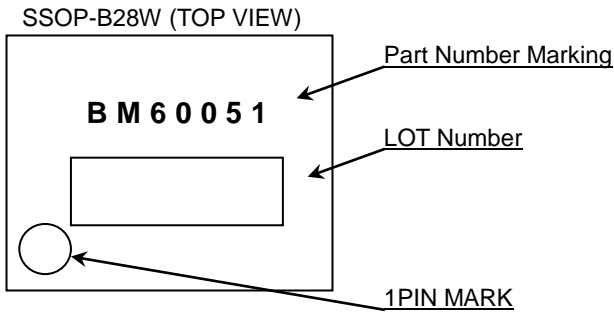 SSOP-B28W (TOP VIEW)
Part Number Marking
B M 6 0 0 5 1
LOT Number
1PIN MARK